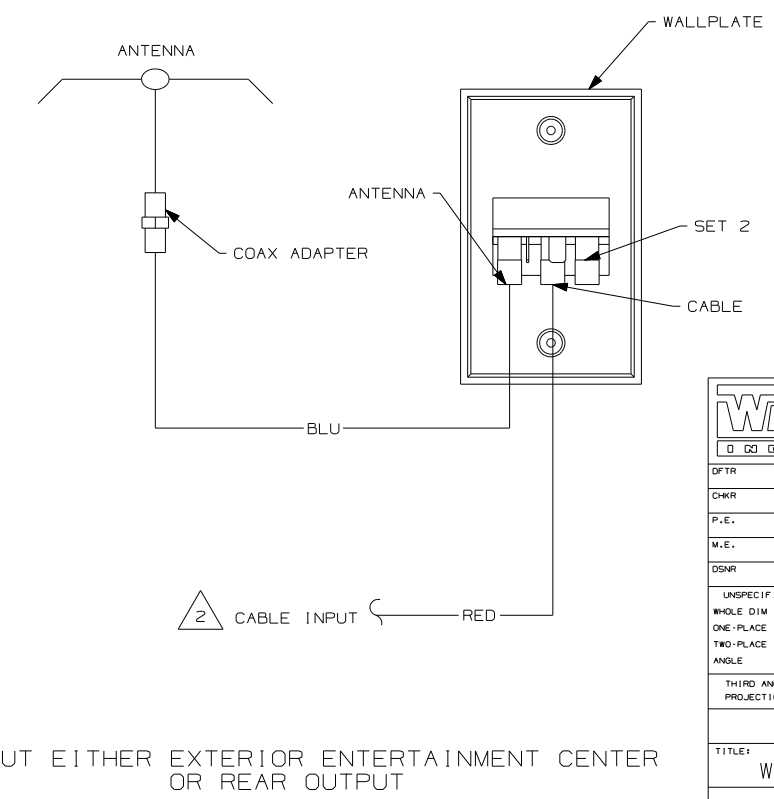 WALLPLATE
ANTENNA
ANTENNA
SET 2
COAX ADAPTER
CABLE
BLU
2 CABLE INPUT
RED
DFTR
CHKR
P.E.
M.E.
DSNR
WHOLE DIM
ONE-PLACE
TWO-PLACE
ANGLE
THIRD
TITLE:
UT EITHER EXTERIOR ENTERTAINMENT CENTER
OR REAR OUTPUT